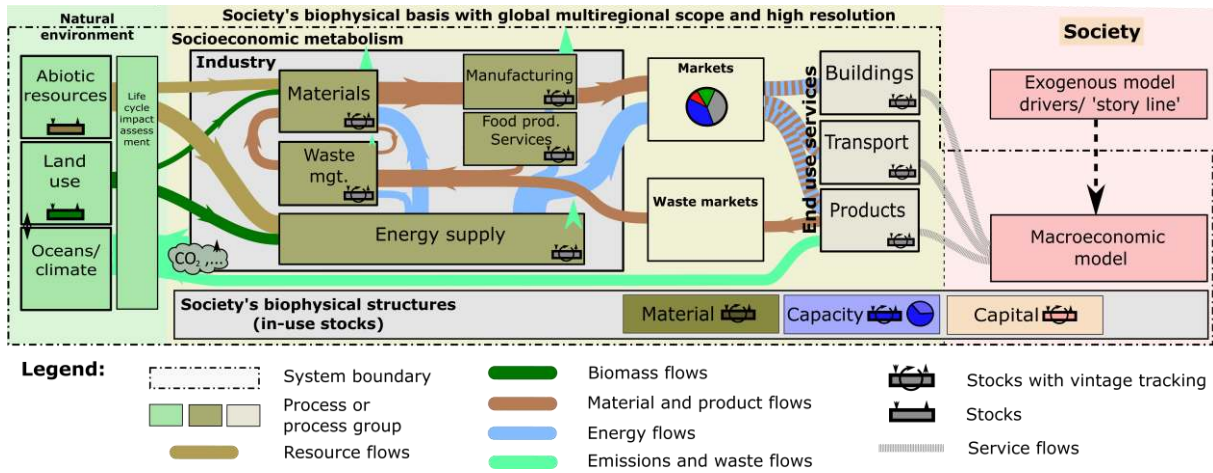 Natural
environment
Society's biophysical basis with global multiregional scope and high resolution
Society
Socioeconomic metabolism
Industry
Abiotic
resources
Land
use
Oceans/
climate
Life
cycle
impact
assess
ment
Materials
Waste
mgt.
Manufacturing
Food prod.
Services
Energy supply
CO2,...
Markets
Waste markets
End use services
Buildings
Transport
Products
Exogenous model
drivers/ 'story line'
Macroeconomic
model
Society's biophysical structures
(in-use stocks)
Material
Capacity
Capital
Legend:
System boundary
Process or
process group
Resource flows
Biomass flows
Material and product flows
Energy flows
Emissions and waste flows
Stocks with vintage tracking
Stocks
Service flows